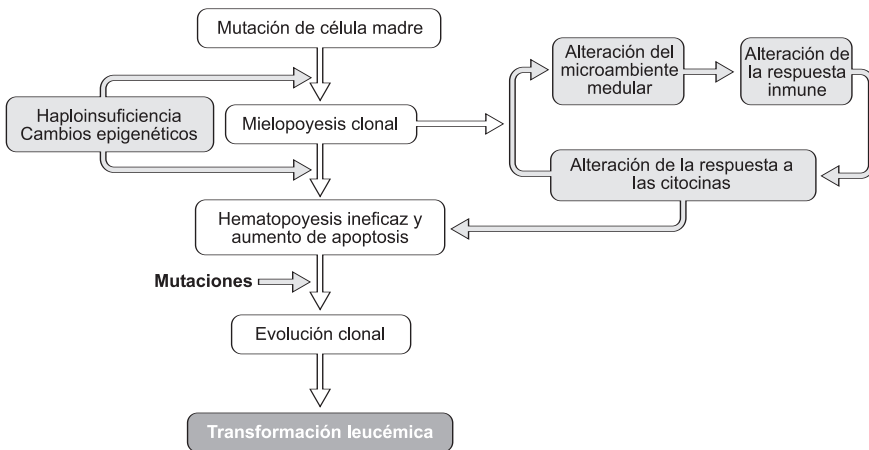 Mutación de célula madre
Haploinsuficiencia
Cambios epigenéticos
Mielopoyesis clonal
Alteración del
microambiente
medular
Alteración de
la respuesta
inmune
Alteración de la respuesta a
las citocinas
Hematopoyesis ineficaz y
aumento de apoptosis
Mutaciones
Evolución clonal
Transformación leucémica